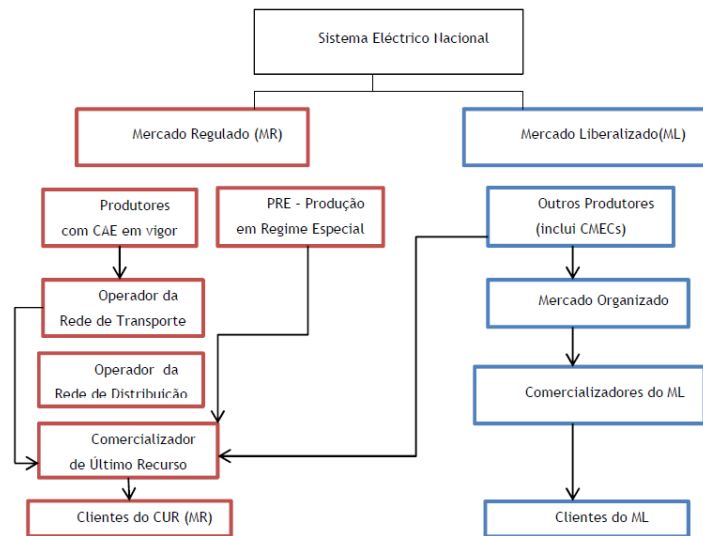 Sistema Eléctrico Nacional
Mercado Regulado (MR)
Mercado Liberalizado(ML)
Produtores
com CAE em vigor
PRE - Produção
em Regime Especial
Outros Produtores
(inclui CMECs)
Operador da
Rede de Transporte
Mercado Organizado
Operador da
Rede de Distribuição
Comercializadores do ML
Comercializador
de Último Recurso
Clientes do CUR (MR)
Clientes do ML